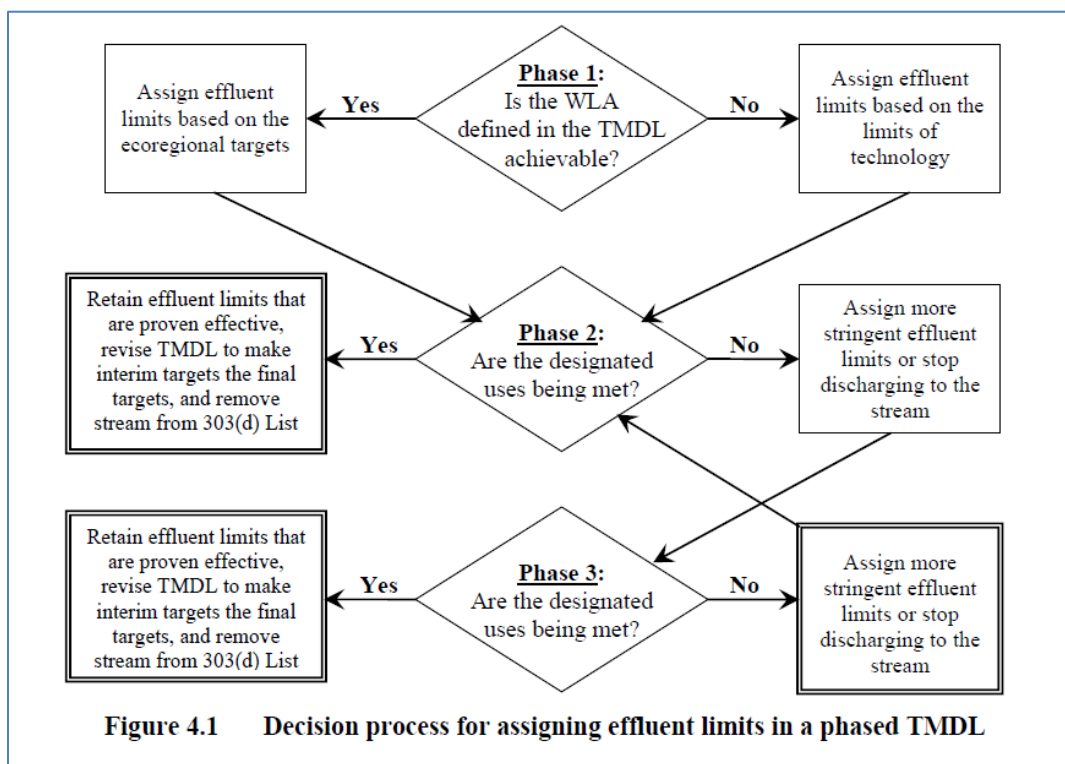 Assign effluent
limits based on the
ecoregional targets
Yes
Phase 1:
Is the WLA
defined in the TMDL
achievable?
No
Assign effluent
limits based on the
limits of
technology
Retain effluent limits that
are proven effective,
revise TMDL to make
interim targets the final
targets, and remove
stream from 303(d) List
Yes
Phase 2:
Are the designated
uses being met?
No
Assign more
stringent effluent
limits or stop
discharging to the
stream
Retain effluent limits that
are proven effective,
revise TMDL to make
interim targets the final
targets, and remove
stream from 303(d) List
Yes
Phase 3:
Are the designated
uses being met?
No
Assign more
stringent effluent
limits or stop
discharging to the
stream
Figure 4.1 Decision process for assigning effluent limits in a phased TMDL